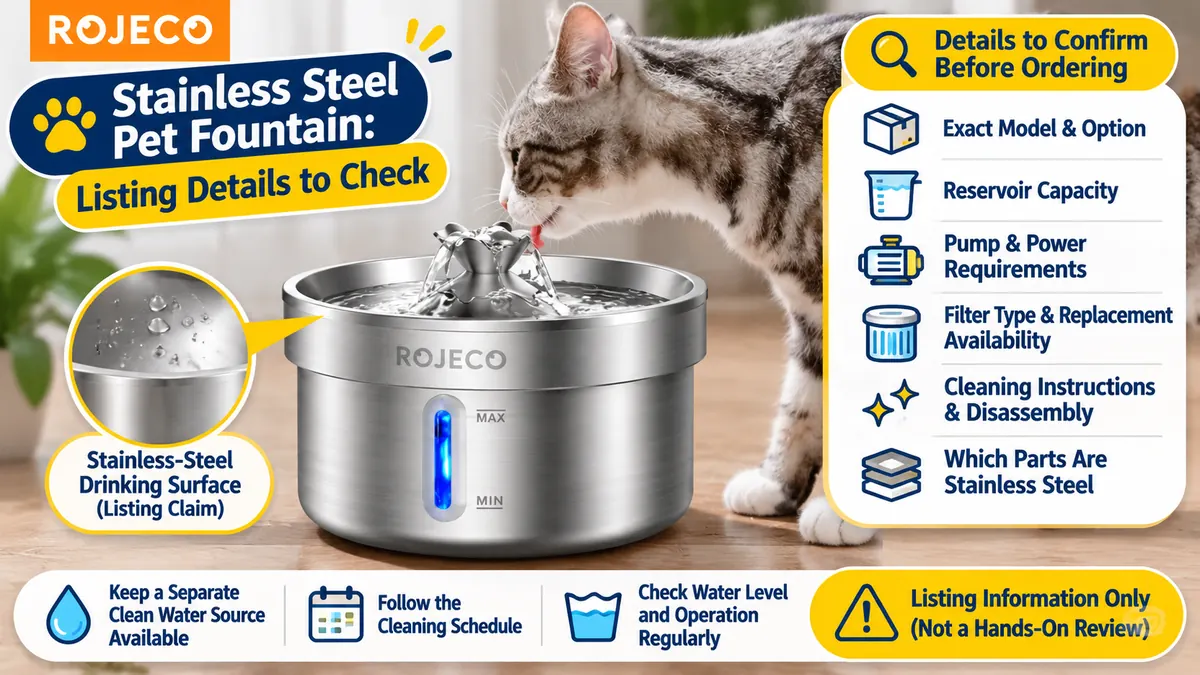 ROJECO
Stainless Steel
Pet Fountain:
Listing Details to Check
Details to Confirm
Before Ordering
Exact Model & Option
Reservoir Capacity
Pump & Power
Requirements
Filter Type & Replacement
Availability
Cleaning Instructions
& Disassembly
Which Parts Are
Stainless Steel
ROJECO
MAX
MIN
Stainless-Steel
Drinking Surface
(Listing Claim)
Keep a Separate
Clean Water Source
Available
Follow the
Cleaning Schedule
Check Water Level
and Operation
Regularly
Listing Information Only
(Not a Hands-On Review)